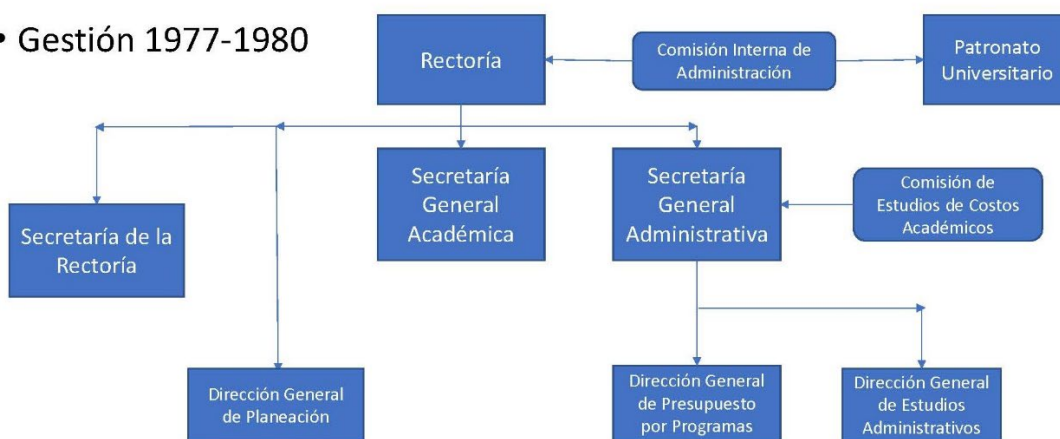 • Gestión 1977-1980
Rectoría
Comisión Interna de
Administración
Patronato
Universitario
Secretaría
General
Académica
Secretaría
General
Administrativa
Comisión de
Estudios de Costos
Académicos
Secretaría de la
Rectoría
Dirección General
de Planeación
Dirección General
de Presupuesto
por Programas
Dirección General
de Estudios
Administrativos